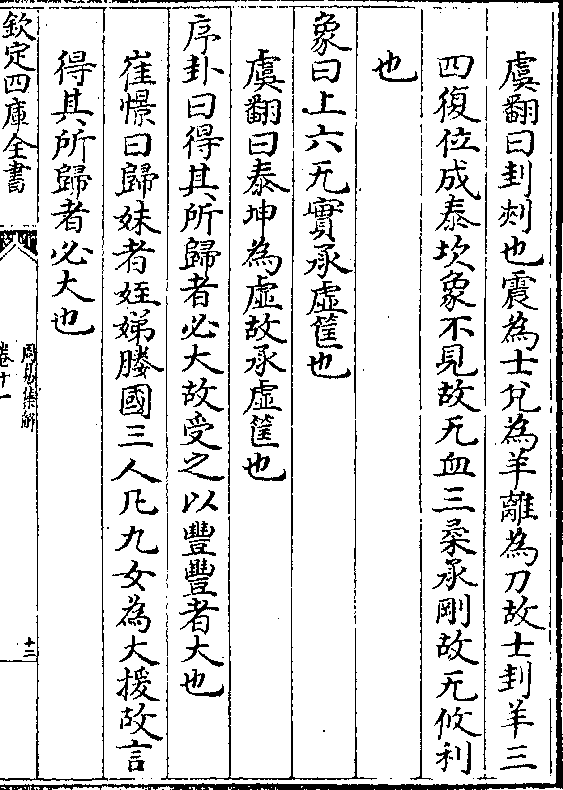 虞翻曰刲剡也震為士兌為羊離為刀故士刲羊三
四復位成泰坎象不見故无血三柔承剛故无攸利
也
象曰上六无實承虛筐也
虞翻曰泰坤為虛故承虛筐也
序卦曰得其所歸者必大故受之以豐豐者大也
崔憬曰歸妹者姪娣媵國三人凡九女為大援故言
得其所歸者必大也
欽定四庫全書
周易集解
卷十一
十三